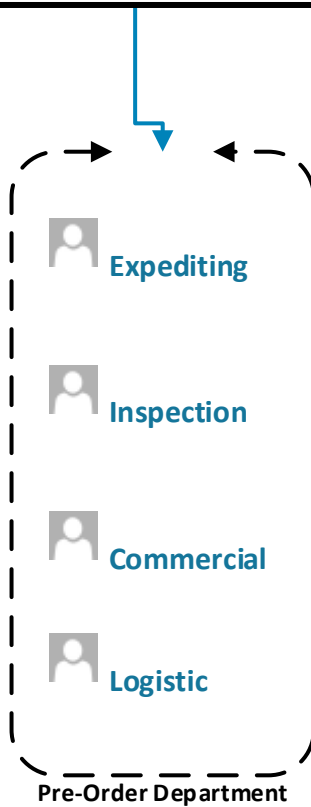 Expediting
Inspection
Commercial
Logistic
Pre-Order Department